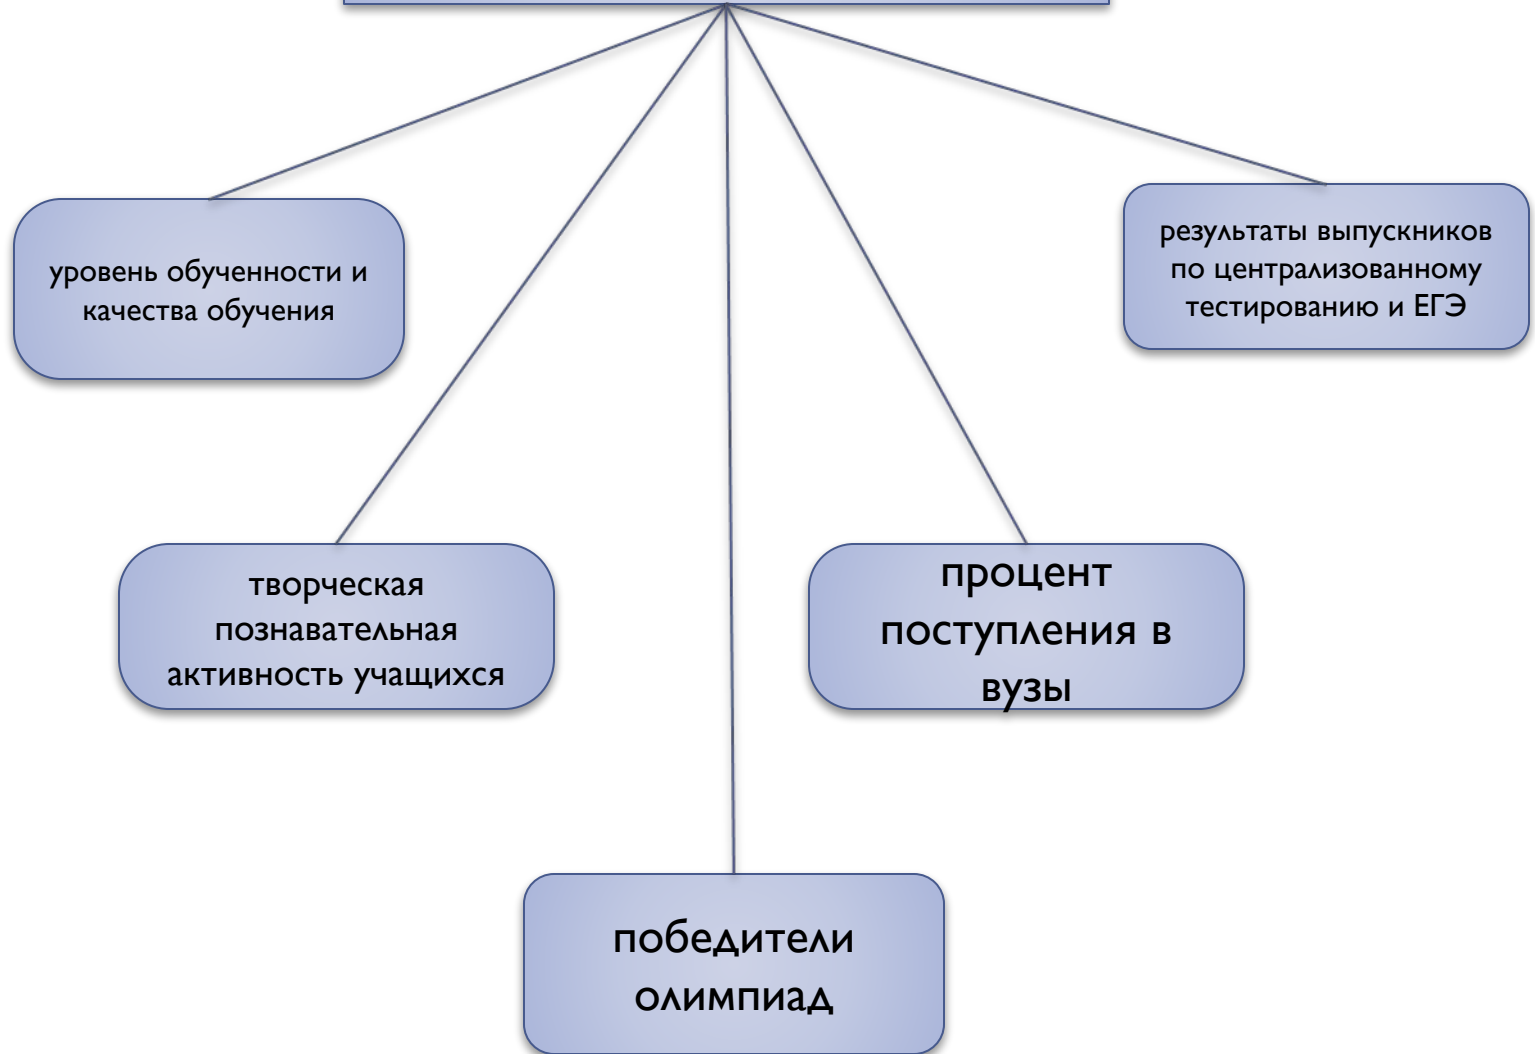 уровень обученности и
качества обучения
результаты выпускников
по централизованному
тестированию и ЕГЭ
творческая
познавательная
активность учащихся
процент
поступления в
вузы
победители
олимпиад